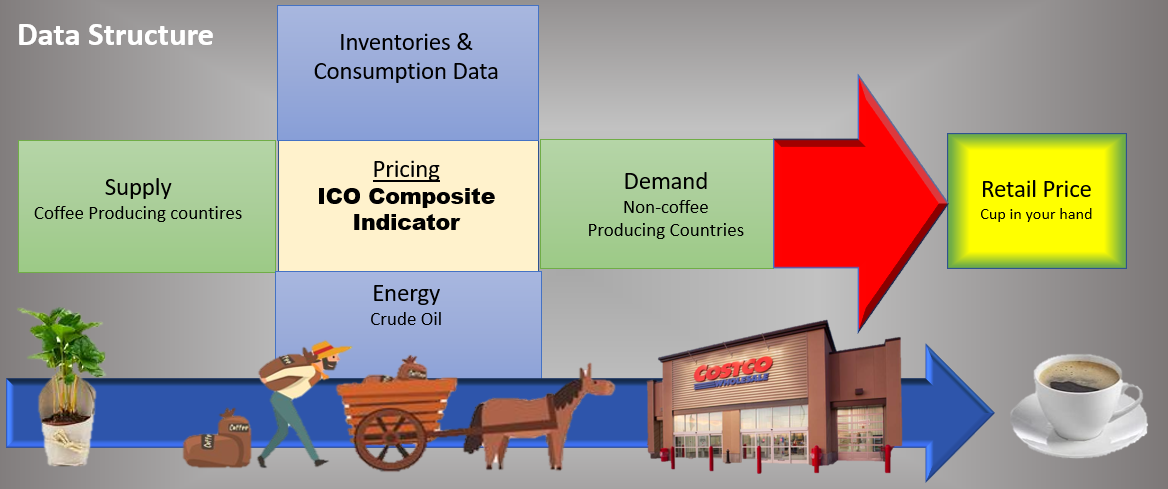 Data Structure
Inventories &
Consumption Data
Supply
Coffee Producing countires
Pricing
ICO Composite
Indicator
Demand
Non-coffee
Producing Countries
Retail Price
Cup in your hand
Energy
Crude Oil
Coffee
Coffee
COSTCO
WHOLESALE